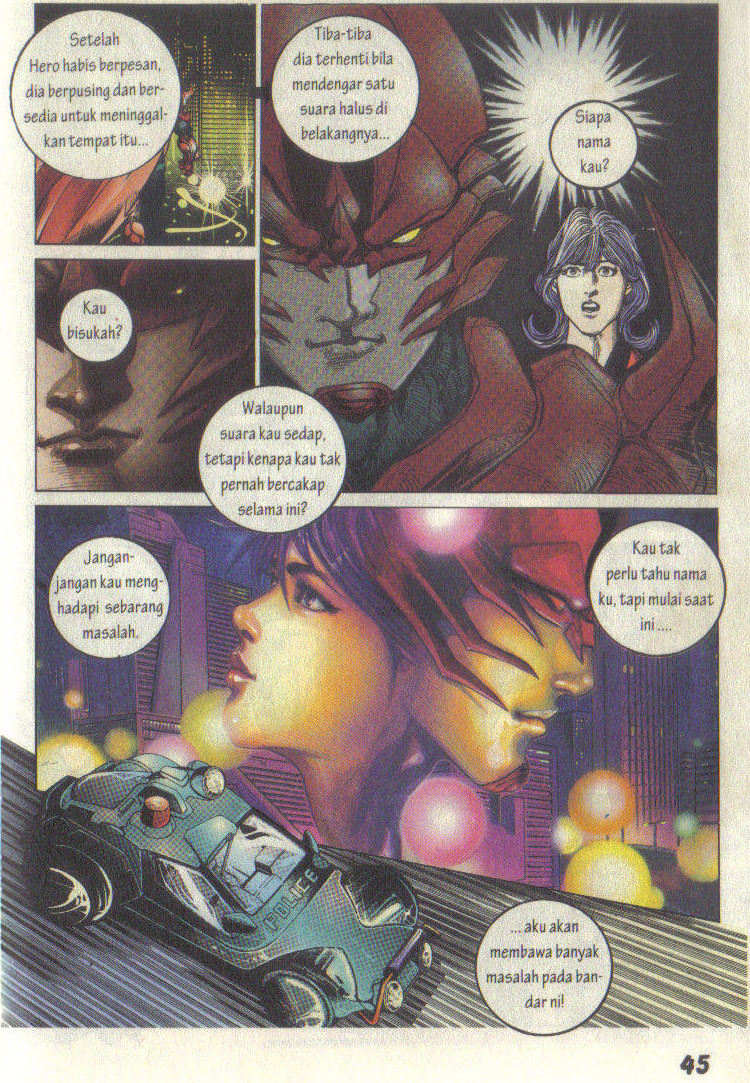 Setelah
Hero habis berpesan,
dia berpusing dan ber-
sedia untuk meninggal-
kan tempat itu...
Tiba-tiba
dia terhenti bila
mendengar satu
suara halus di
belakangnya...
Siapa
nama
kau?
Kau
bisukah?
Walaupun
suara kau sedap,
tetapi kenapa kau tak
pernah bercakap
selama ini?
Jangan-
jangan kau meng-
hadapi sebarang
masalah.
Kau tak
perlu tahu nama
ku, tapi mulai saat
ini ....
POLICE
... aku akan
membawa banyak
masalah pada ban-
dar ni!
45